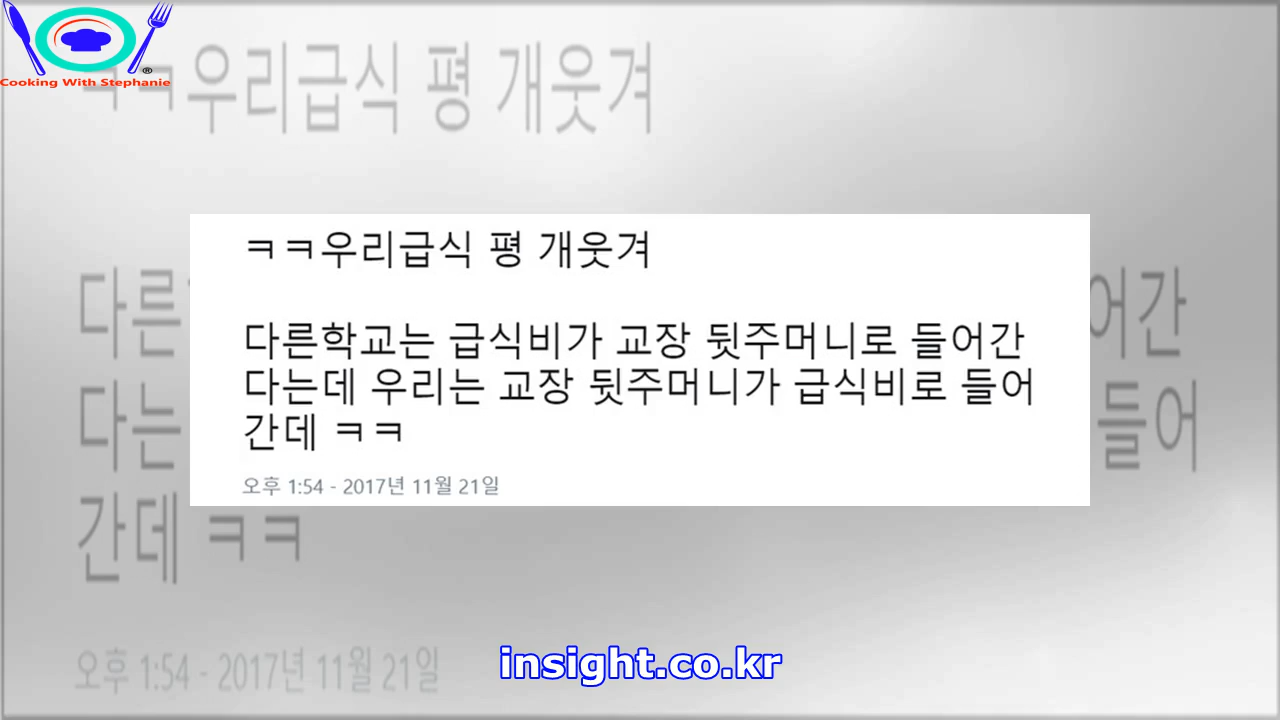 Cooking With Stephanie
®
ㅋㅋ우리급식 평 개웃겨
다른학교는 급식비가 교장 뒷주머니로 들어간
다는데 우리는 교장 뒷주머니가 급식비로 들어
간데 ㅋㅋ
오후 1:54 - 2017년 11월 21일
insight.co.kr